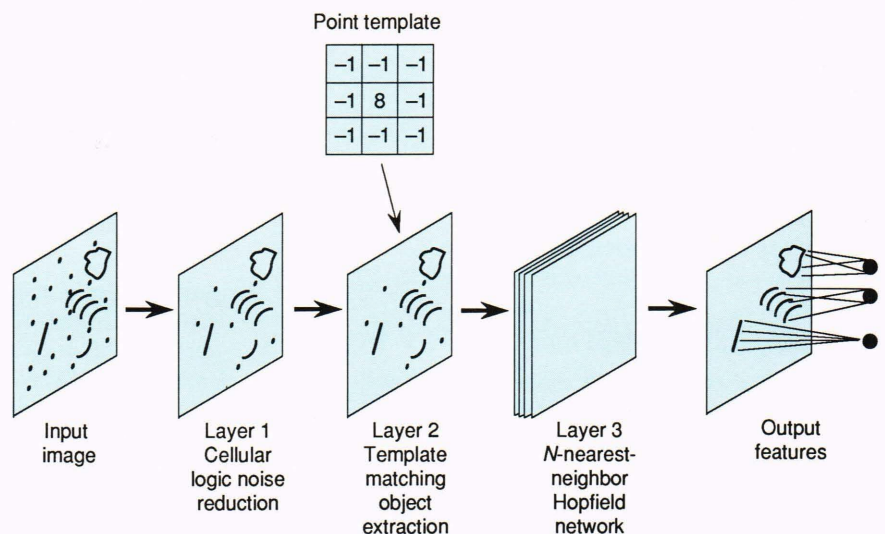 Point template
–1 –1 –1
–1 8 –1
–1 –1 –1
Input
image
Layer 1
Cellular
logic noise
reduction
Layer 2
Template
matching
object
extraction
Layer 3
N-nearest-
neighbor
Hopfield
network
Output
features